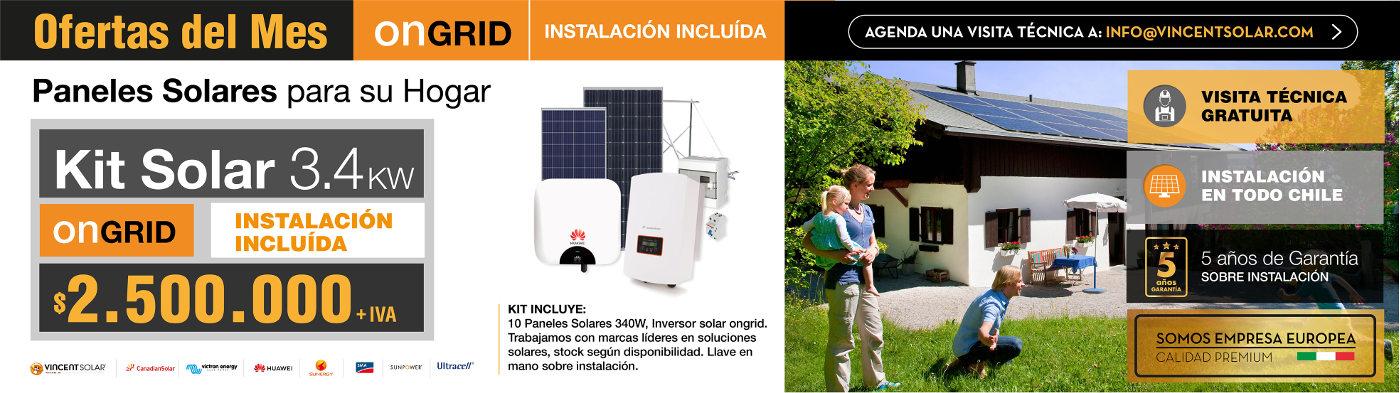 Ofertas del Mes
onGRID
INSTALACIÓN INCLUÍDA
AGENDA UNA VISITA TÉCNICA A: INFO@VINCENTSOLAR.COM
Paneles Solares para su Hogar
Kit Solar 3.4KW
onGRID
INSTALACIÓN
INCLUÍDA
$2.500.000+IVA
VINCENTSOLAR
CanadianSolar
victron energy
HUAWEI
SUNERGY
SMA
SUNPOWER
Ultracell
HUAWEI
KIT INCLUYE:
10 Paneles Solares 340W, Inversor solar ongrid.
Trabajamos con marcas líderes en soluciones
solares, stock según disponibilidad. Llave en
mano sobre instalación.
VISITA TÉCNICA
GRATUITA
INSTALACIÓN
EN TODO CHILE
5
años
GARANTÍA
5 años de Garantía
SOBRE INSTALACIÓN
SOMOS EMPRESA EUROPEA
CALIDAD PREMIUM